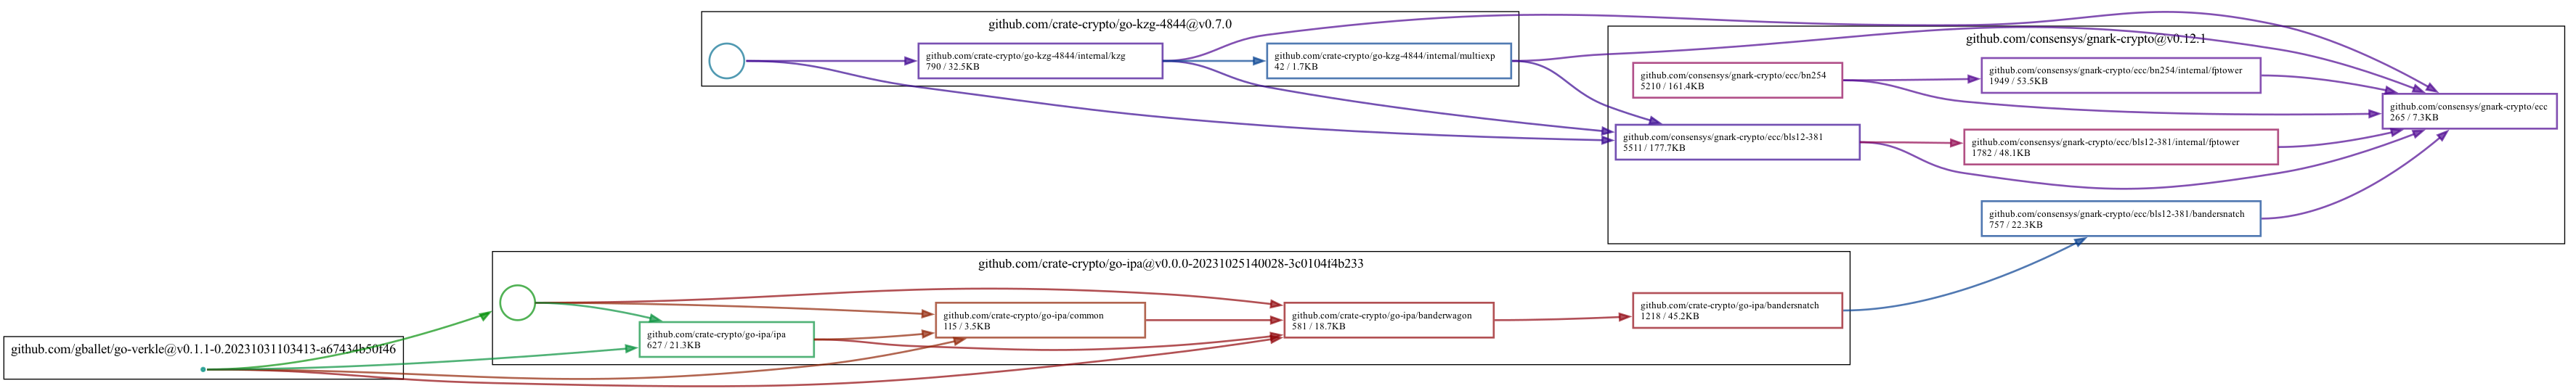 github.com/crate-crypto/go-kzg-4844@v0.7.0
github.com/crate-crypto/go-kzg-4844/internal/kzg
790 / 32.5KB
github.com/crate-crypto/go-kzg-4844/internal/multiexp
42 / 1.7KB
github.com/consensys/gnark-crypto@v0.12.1
github.com/consensys/gnark-crypto/ecc/bn254
5210 / 161.4KB
github.com/consensys/gnark-crypto/ecc/bn254/internal/fptower
1949 / 53.5KB
github.com/consensys/gnark-crypto/ecc
265 / 7.3KB
github.com/consensys/gnark-crypto/ecc/bls12-381
5511 / 177.7KB
github.com/consensys/gnark-crypto/ecc/bls12-381/internal/fptower
1782 / 48.1KB
github.com/consensys/gnark-crypto/ecc/bls12-381/bandersnatch
757 / 22.3KB
github.com/crate-crypto/go-ipa@v0.0.0-20231025140028-3c0104f4b233
github.com/crate-crypto/go-ipa/common
115 / 3.5KB
github.com/crate-crypto/go-ipa/banderwagon
581 / 18.7KB
github.com/crate-crypto/go-ipa/bandersnatch
1218 / 45.2KB
github.com/crate-crypto/go-ipa/ipa
627 / 21.3KB
github.com/gballet/go-verkle@v0.1.1-0.20231031103413-a67434b50f46